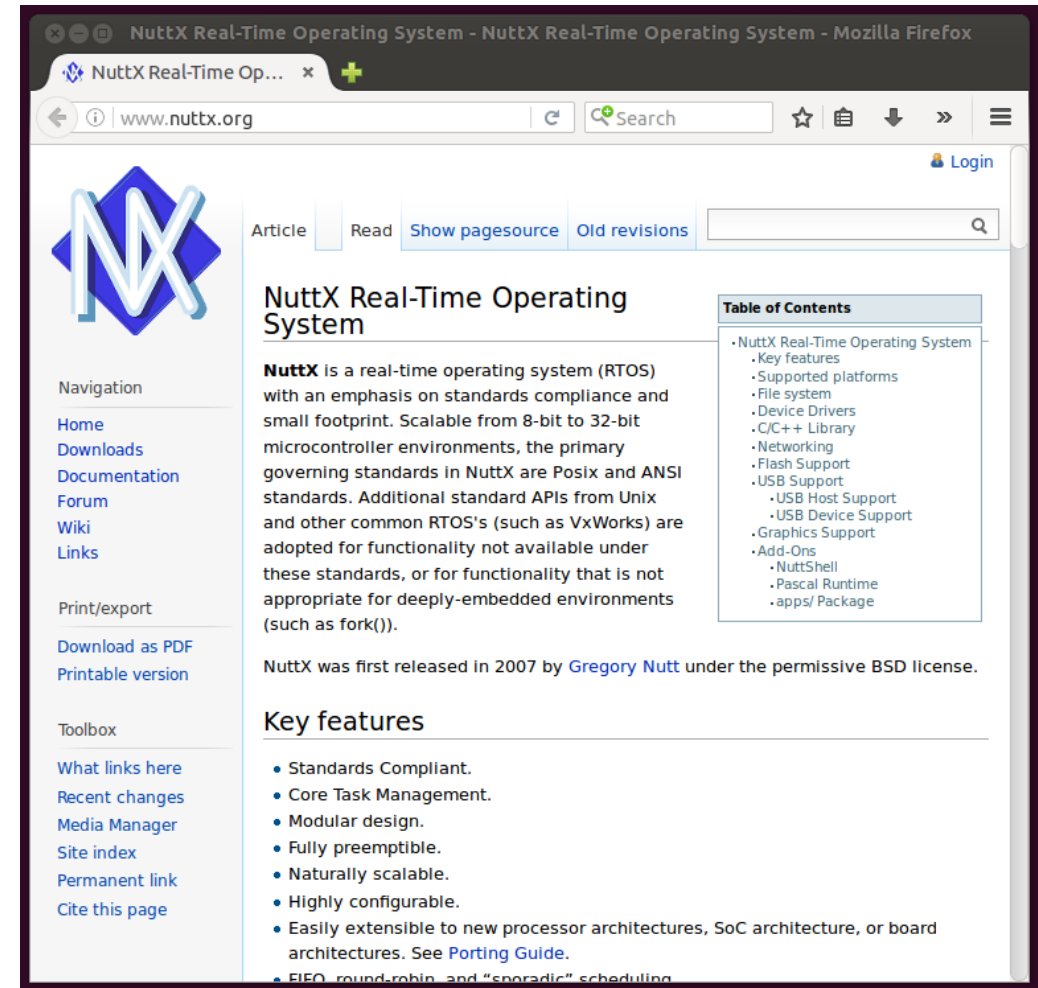 NuttX Real-Time Operating System - NuttX Real-Time Operating System - Mozilla Firefox
NuttX Real-Time Op...
www.nuttx.org
Search
Login
NX
Article
Read
Show pagesource
Old revisions
NuttX Real-Time Operating
System
Table of Contents
NuttX Real-Time Operating System
Key features
Supported platforms
File system
Device Drivers
C/C++ Library
Networking
Flash Support
USB Support
USB Host Support
USB Device Support
Graphics Support
Add-Ons
NuttShell
Pascal Runtime
apps/ Package
Navigation
Home
Downloads
Documentation
Forum
Wiki
Links
Print/export
Download as PDF
Printable version
Toolbox
What links here
Recent changes
Media Manager
Site index
Permanent link
Cite this page
NuttX is a real-time operating system (RTOS)
with an emphasis on standards compliance and
small footprint. Scalable from 8-bit to 32-bit
microcontroller environments, the primary
governing standards in NuttX are Posix and ANSI
standards. Additional standard APIs from Unix
and other common RTOS's (such as VxWorks) are
adopted for functionality not available under
these standards, or for functionality that is not
appropriate for deeply-embedded environments
(such as fork()).
NuttX was first released in 2007 by Gregory Nutt under the permissive BSD license.
Key features
• Standards Compliant.
• Core Task Management.
• Modular design.
• Fully preemptible.
• Naturally scalable.
• Highly configurable.
• Easily extensible to new processor architectures, SoC architecture, or board
architectures. See Porting Guide.
• FIFO, round-robin, and “sporadic” scheduling.